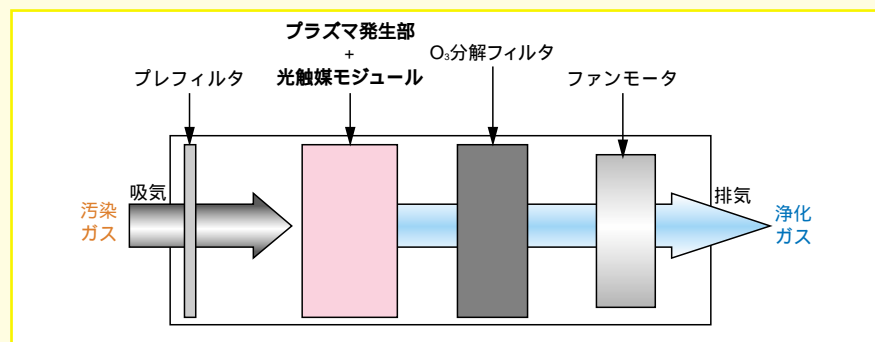 プラズマ発生部
+
光触媒モジュール
O₃分解フィルタ
プレフィルタ
ファンモータ
吸気
汚染
ガス
排気
浄化
ガス